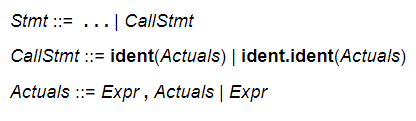 Stmt ::= ... | CallStmt
CallStmt ::= ident(Actuals) | ident.ident(Actuals)
Actuals ::= Expr , Actuals | Expr